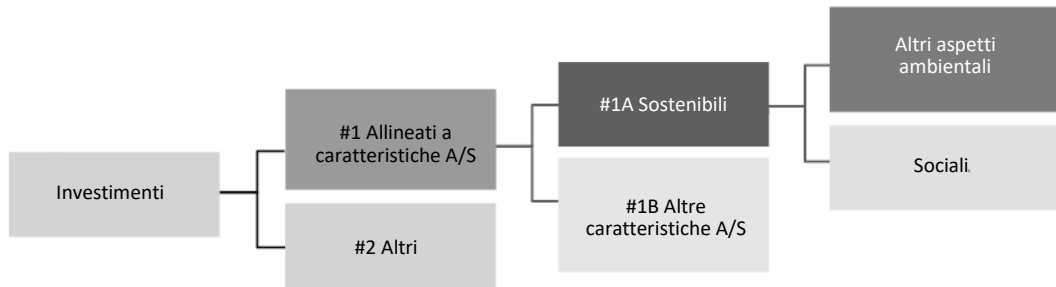 Investimenti
#1 Allineati a
caratteristiche A/S
#2 Altri
#1A Sostenibili
#1B Altre
caratteristiche A/S
Altri aspetti
ambientali
Sociali